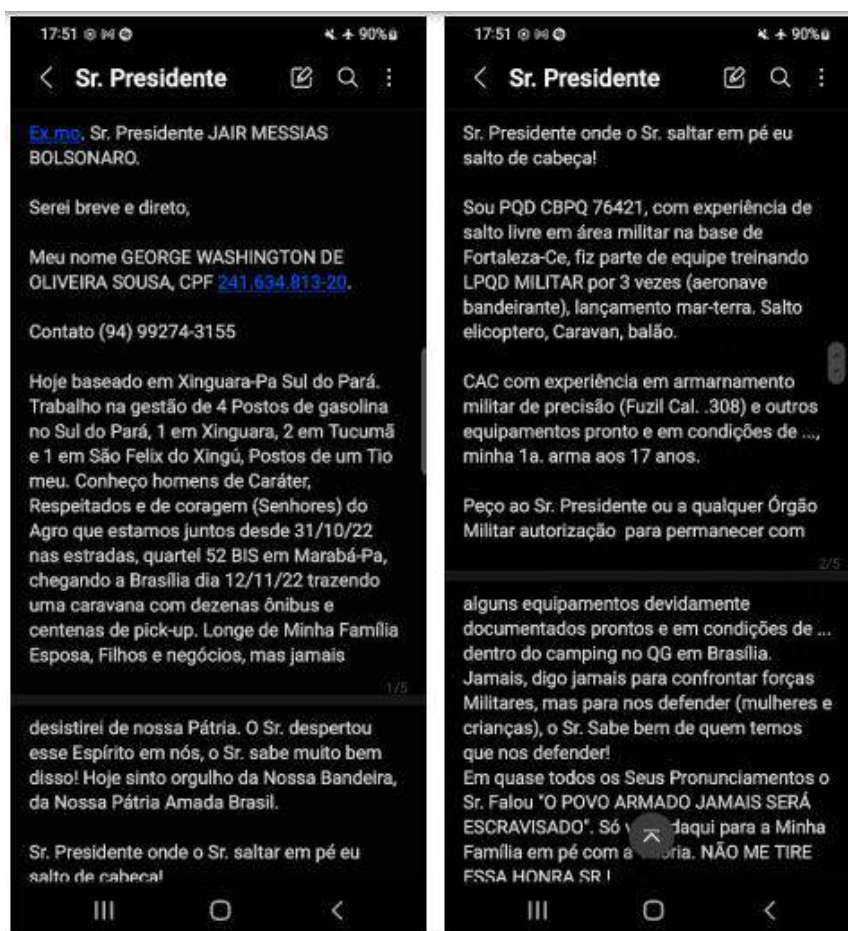 17:51
90%
Sr. Presidente
Ex.mo. Sr. Presidente JAIR MESSIAS
BOLSONARO.
Serei breve e direto,
Meu nome GEORGE WASHINGTON DE
OLIVEIRA SOUSA, CPF 241.634.813-20.
Contato (94) 99274-3155
Hoje baseado em Xinguara-Pa Sul do Pará.
Trabalho na gestão de 4 Postos de gasolina
no Sul do Pará, 1 em Xinguara, 2 em Tucumã
e 1 em São Felix do Xingú, Postos de um Tio
meu. Conheço homens de Caráter,
Respeitados e de coragem (Senhores) do
Agro que estamos juntos desde 31/10/22
nas estradas, quartel 52 BIS em Marabá-Pa,
chegando a Brasília dia 12/11/22 trazendo
uma caravana com dezenas ônibus e
centenas de pick-up. Longe de Minha Família
Esposa, Filhos e negócios, mas jamais
1/5
desistirei de nossa Pátria. O Sr. despertou
esse Espírito em nós, o Sr. sabe muito bem
disso! Hoje sinto orgulho da Nossa Bandeira,
da Nossa Pátria Amada Brasil.
Sr. Presidente onde o Sr. saltar em pé eu
salto de cabeça!
17:51
90%
Sr. Presidente
Sr. Presidente onde o Sr. saltar em pé eu
salto de cabeça!
Sou PQD CBPQ 76421, com experiência de
salto livre em área militar na base de
Fortaleza-Ce, fiz parte de equipe treinando
LPQD MILITAR por 3 vezes (aeronave
bandeirante), lançamento mar-terra. Salto
elicoptero, Caravan, balão.
CAC com experiência em armarnamento
militar de precisão (Fuzil Cal. .308) e outros
equipamentos pronto e em condições de ...,
minha 1a. arma aos 17 anos.
Peço ao Sr. Presidente ou a qualquer Órgão
Militar autorização para permanecer com
2/5
alguns equipamentos devidamente
documentados prontos e em condições de ...
dentro do camping no QG em Brasília.
Jamais, digo jamais para confrontar forças
Militares, mas para nos defender (mulheres e
crianças), o Sr. Sabe bem de quem temos
que nos defender!
Em quase todos os Seus Pronunciamentos o
Sr. Falou "O POVO ARMADO JAMAIS SERÁ
ESCRAVISADO". Só daqui para a Minha
Família em pé com a NÃO ME TIRE
ESSA HONRA SR !